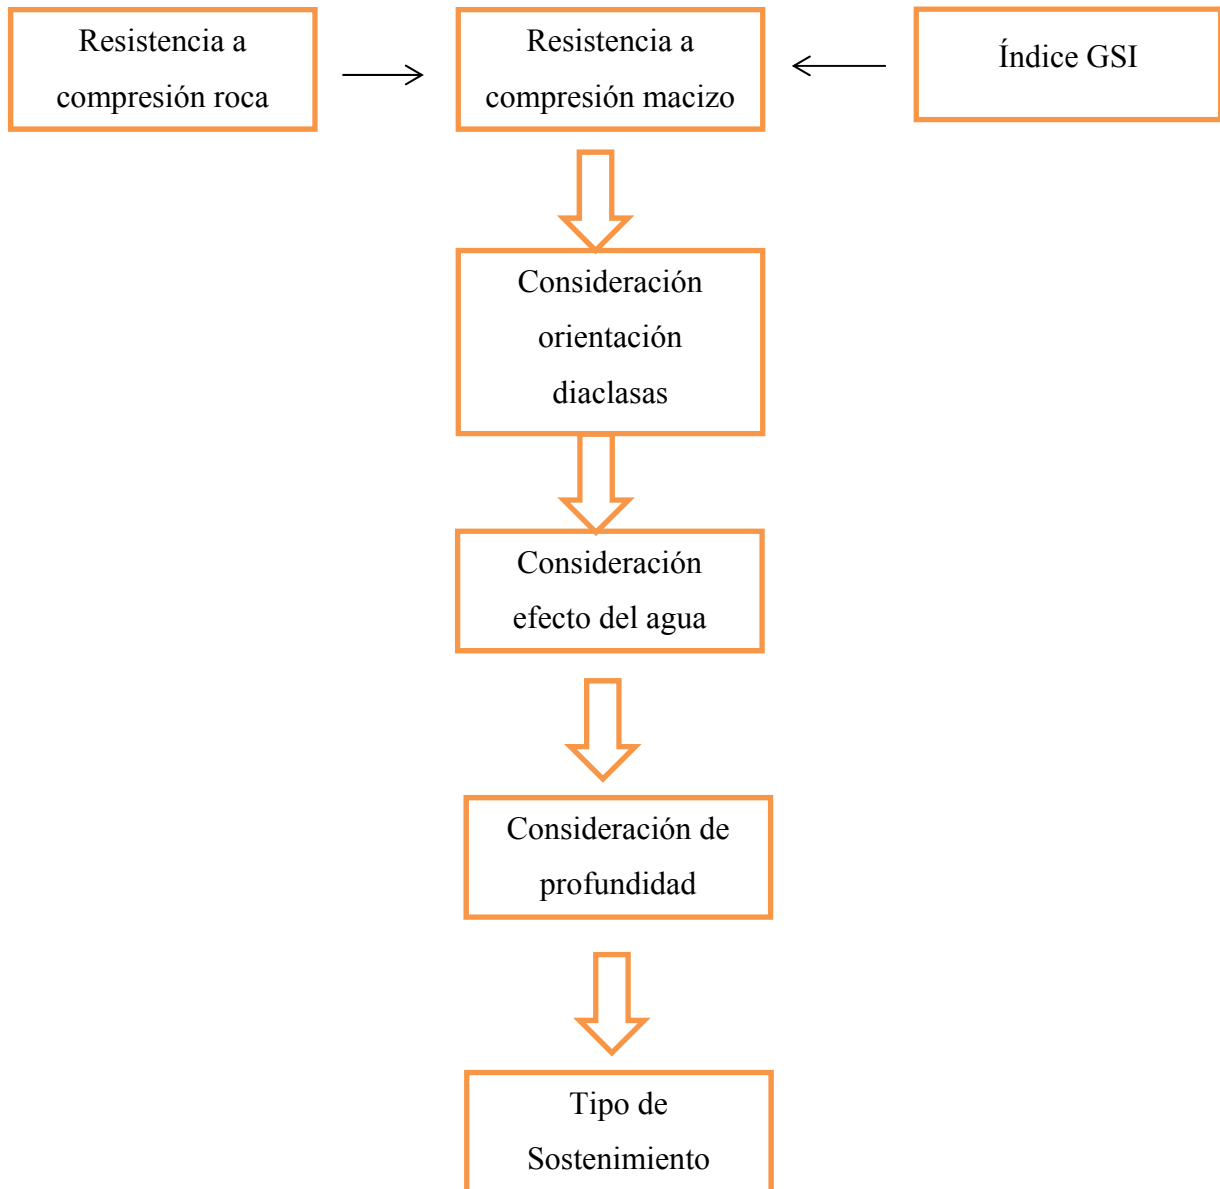 Resistencia a
compresión roca
Resistencia a
compresión macizo
Índice GSI
Consideración
orientación
diaclasas
Consideración
efecto del agua
Consideración de
profundidad
Tipo de
Sostenimiento